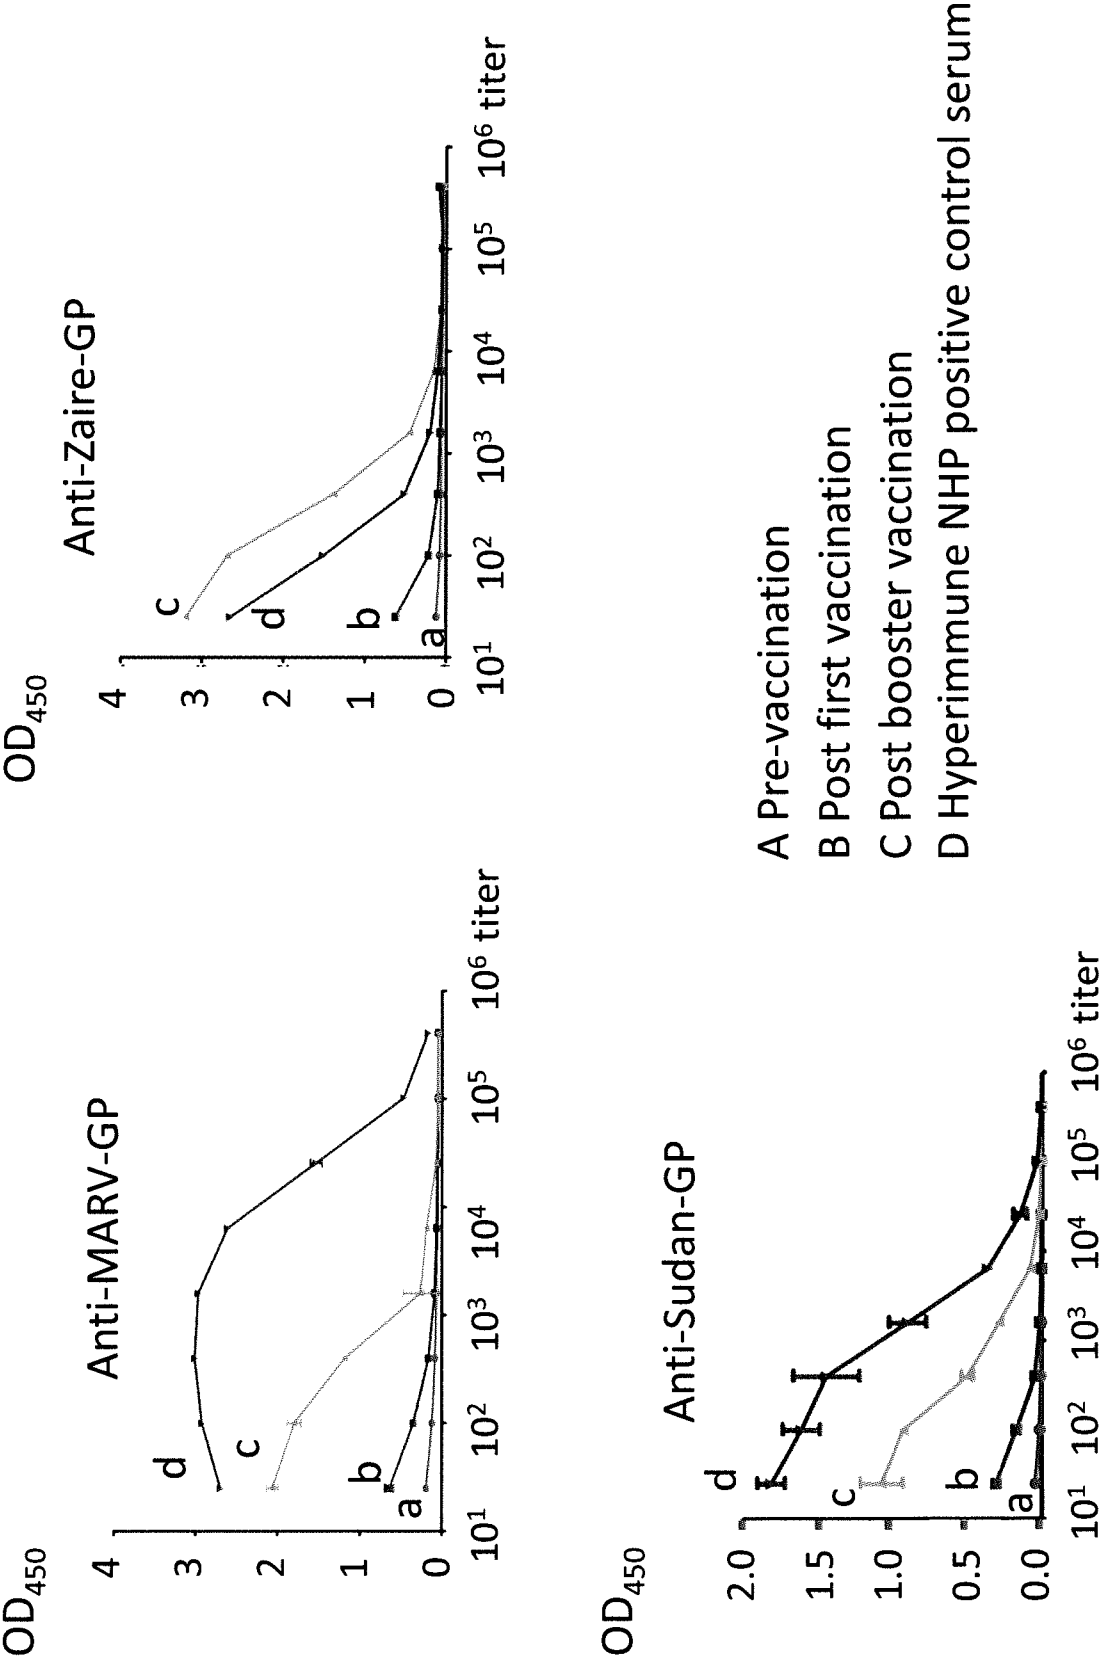 Anti-MARV-GP
OD450
4
3
2
1
0
d
c
b
a
10¹ 10² 10³ 10⁴ 10⁵ 10⁶ titer
Anti-Zaire-GP
OD450
4
3
2
1
0
c
d
b
a
10¹ 10² 10³ 10⁴ 10⁵ 10⁶ titer
Anti-Sudan-GP
OD450
2.0
1.5
1.0
0.5
0.0
d
c
b
a
10¹ 10² 10³ 10⁴ 10⁵ 10⁶ titer
A Pre-vaccination
B Post first vaccination
C Post booster vaccination
D Hyperimmune NHP positive control serum